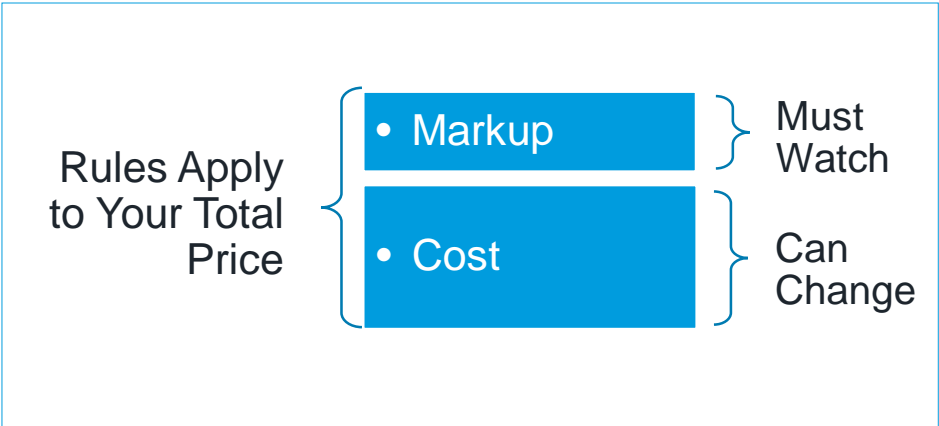 Rules Apply
to Your Total
Price
• Markup
• Cost
Must
Watch
Can
Change